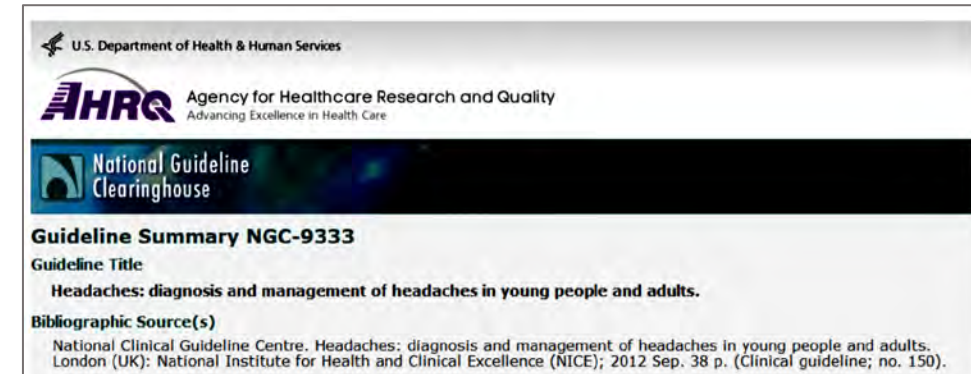 U.S. Department of Health & Human Services
AHRQ
Agency for Healthcare Research and Quality
Advancing Excellence in Health Care
National Guideline
Clearinghouse
Guideline Summary NGC-9333
Guideline Title
Headaches: diagnosis and management of headaches in young people and adults.
Bibliographic Source(s)
National Clinical Guideline Centre. Headaches: diagnosis and management of headaches in young people and adults.
London (UK): National Institute for Health and Clinical Excellence (NICE); 2012 Sep. 38 p. (Clinical guideline; no. 150).